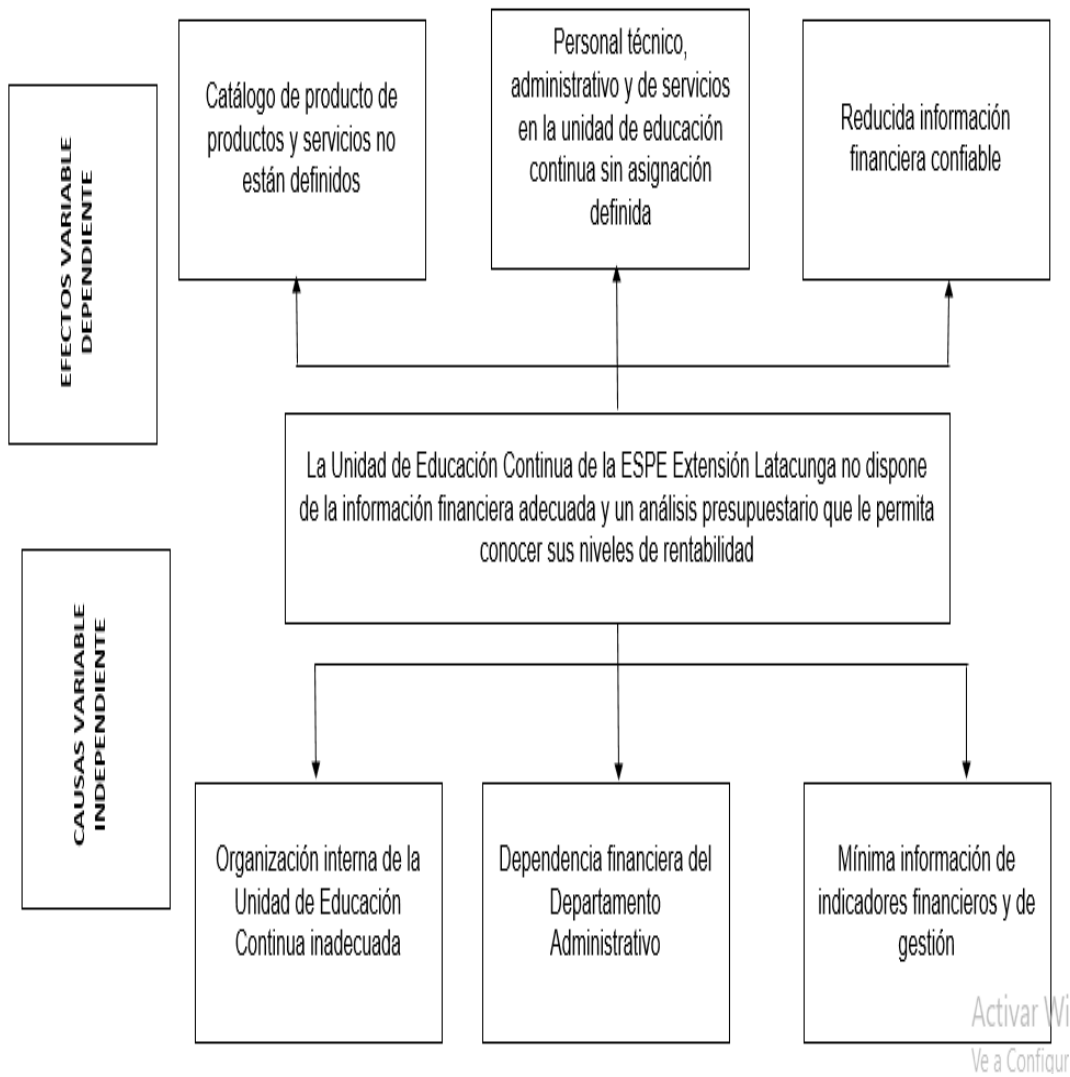 EFECTOS VARIABLE
DEPENDIENTE
Catálogo de producto de
productos y servicios no
están definidos
Personal técnico,
administrativo y de servicios
en la unidad de educación
continua sin asignación
definida
Reducida información
financiera confiable
La Unidad de Educación Continua de la ESPE Extensión Latacunga no dispone
de la información financiera adecuada y un análisis presupuestario que le permita
conocer sus niveles de rentabilidad
CAUSAS VARIABLE
INDEPENDIENTE
Organización interna de la
Unidad de Educación
Continua inadecuada
Dependencia financiera del
Departamento
Administrativo
Mínima información de
indicadores financieros y de
gestión
Activar Wi
Ve a Configur